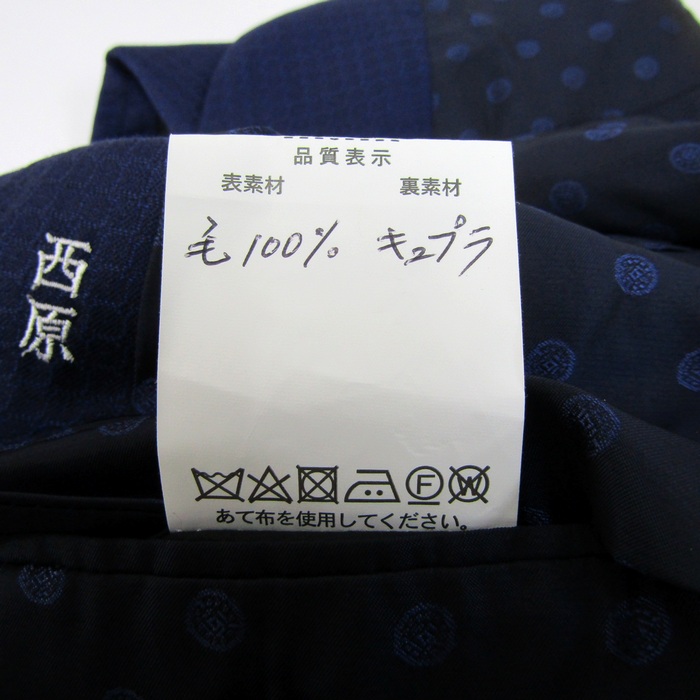 品質表示
表素材 裏素材
毛100% キュプラ
F W
あて布を使用してください。
西原